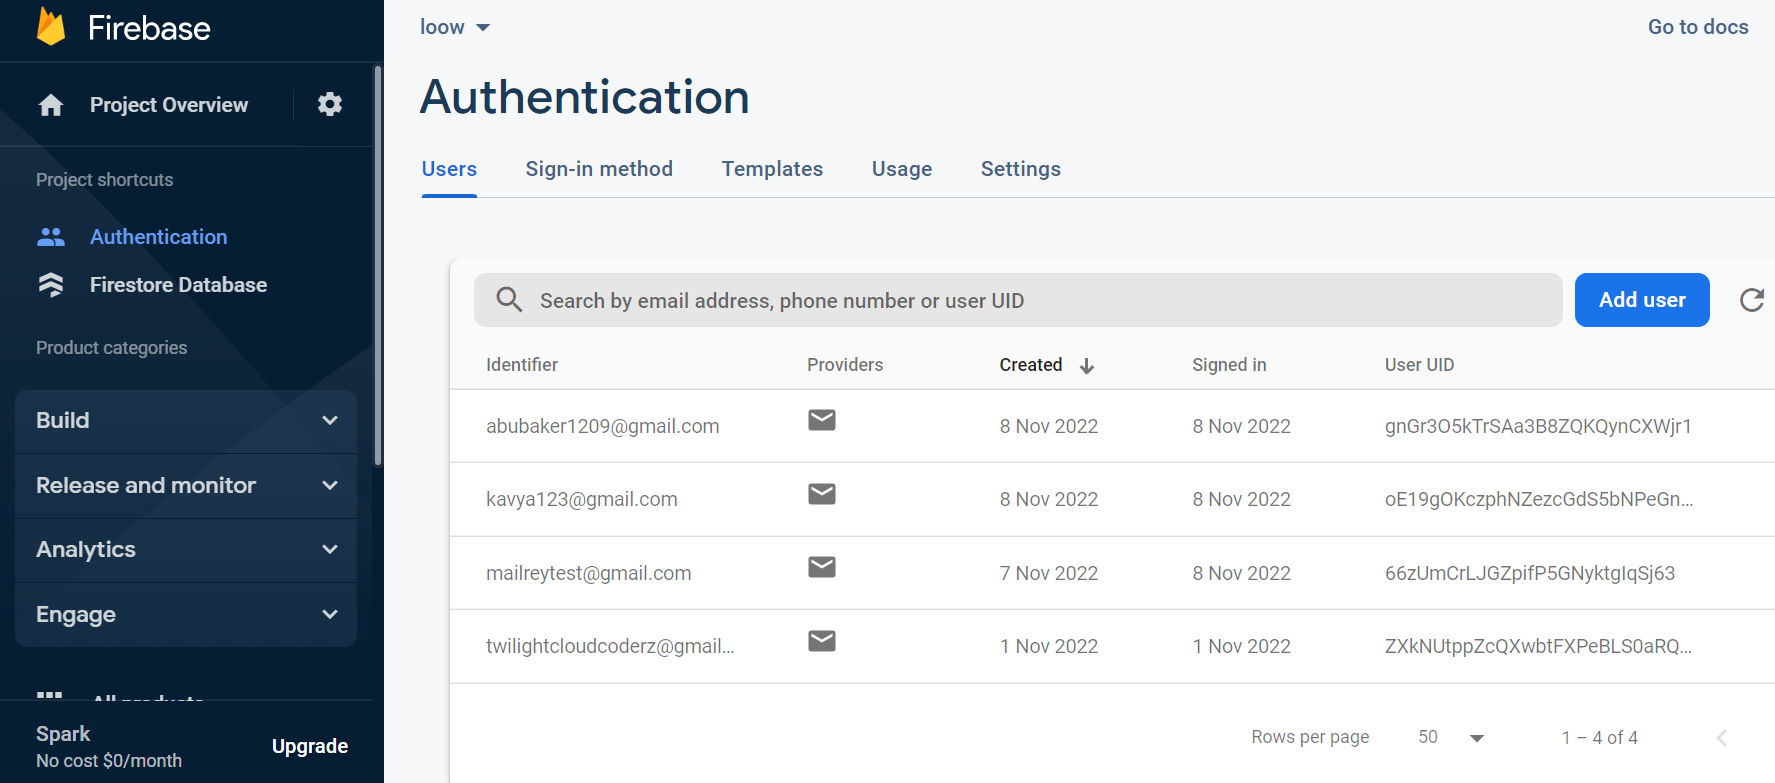 Firebase
Project Overview
Project shortcuts
Authentication
Firestore Database
Product categories
Build
Release and monitor
Analytics
Engage
All products
Spark
No cost $0/month
Upgrade
loow
Go to docs
Authentication
Users Sign-in method Templates Usage Settings
Search by email address, phone number or user UID
Add user
Identifier Providers Created Signed in User UID
abubaker1209@gmail.com 8 Nov 2022 8 Nov 2022 gnGr3O5kTrSAa3B8ZQKQynCXWjr1
kavya123@gmail.com 8 Nov 2022 8 Nov 2022 oE19gOKczphNZezcGdS5bNPeGn...
mailreytest@gmail.com 7 Nov 2022 8 Nov 2022 66zUmCrLJGZpifP5GNyktgIqSj63
twilightcloudcoderz@gmail... 1 Nov 2022 1 Nov 2022 ZXkNUtppZcQXwbtFXPeBLS0aRQ...
Rows per page 50 1 – 4 of 4